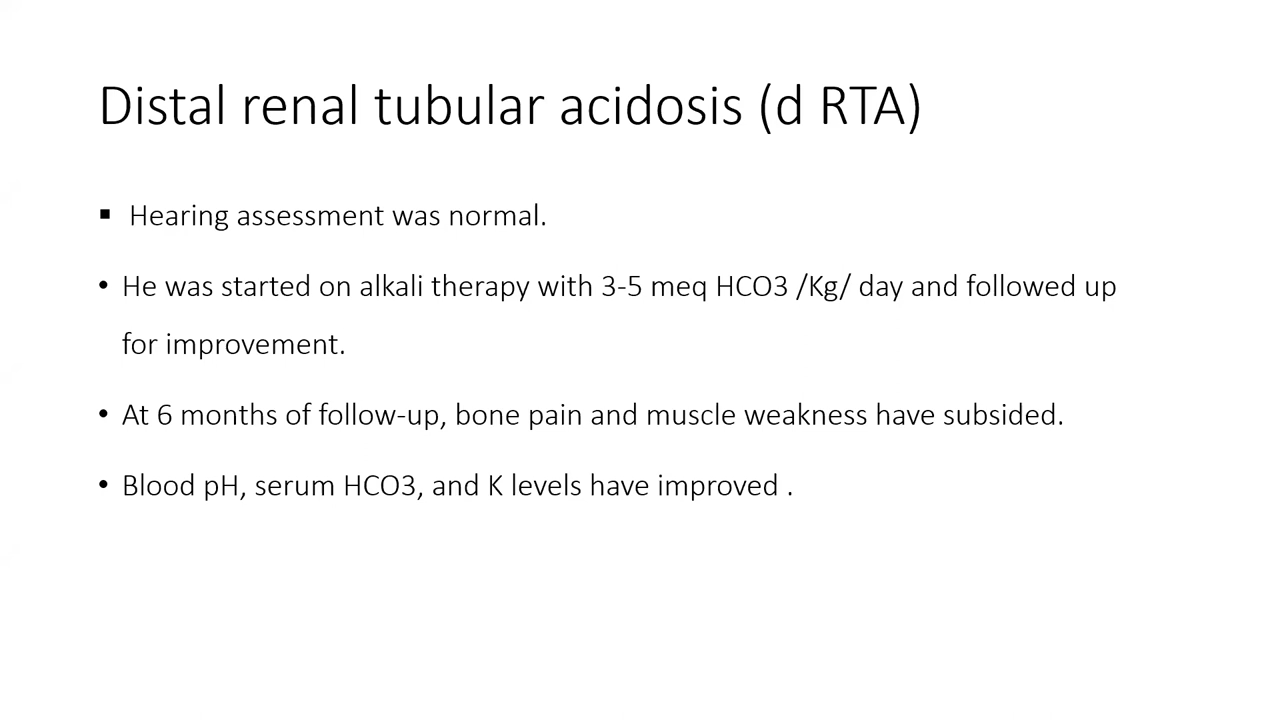 Distal renal tubular acidosis (d RTA)
▪ Hearing assessment was normal.
• He was started on alkali therapy with 3-5 meq HCO3 /Kg/ day and followed up
for improvement.
• At 6 months of follow-up, bone pain and muscle weakness have subsided.
• Blood pH, serum HCO3, and K levels have improved .